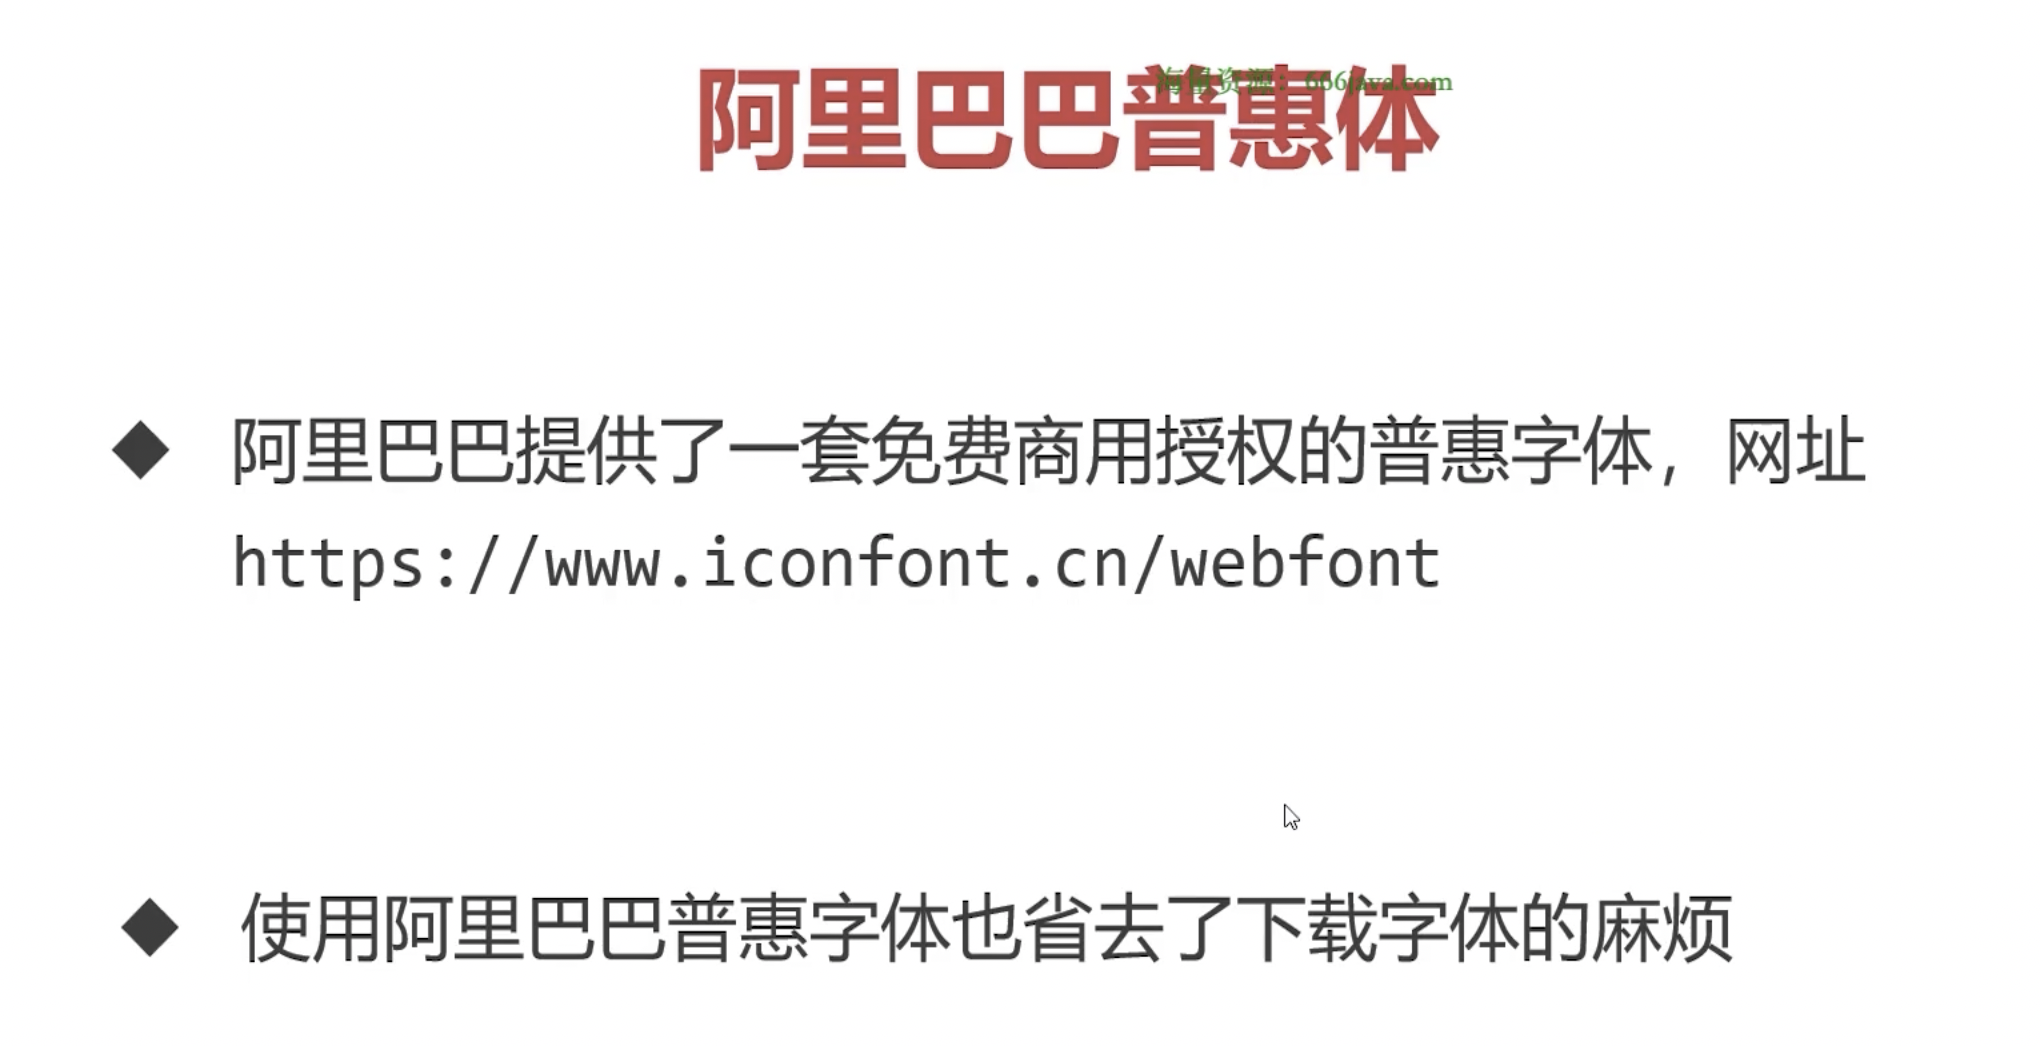 阿里巴巴普惠体
海量资源：666java.com
◆ 阿里巴巴提供了一套免费商用授权的普惠字体，网址
https://www.iconfont.cn/webfont
◆ 使用阿里巴巴普惠字体也省去了下载字体的麻烦